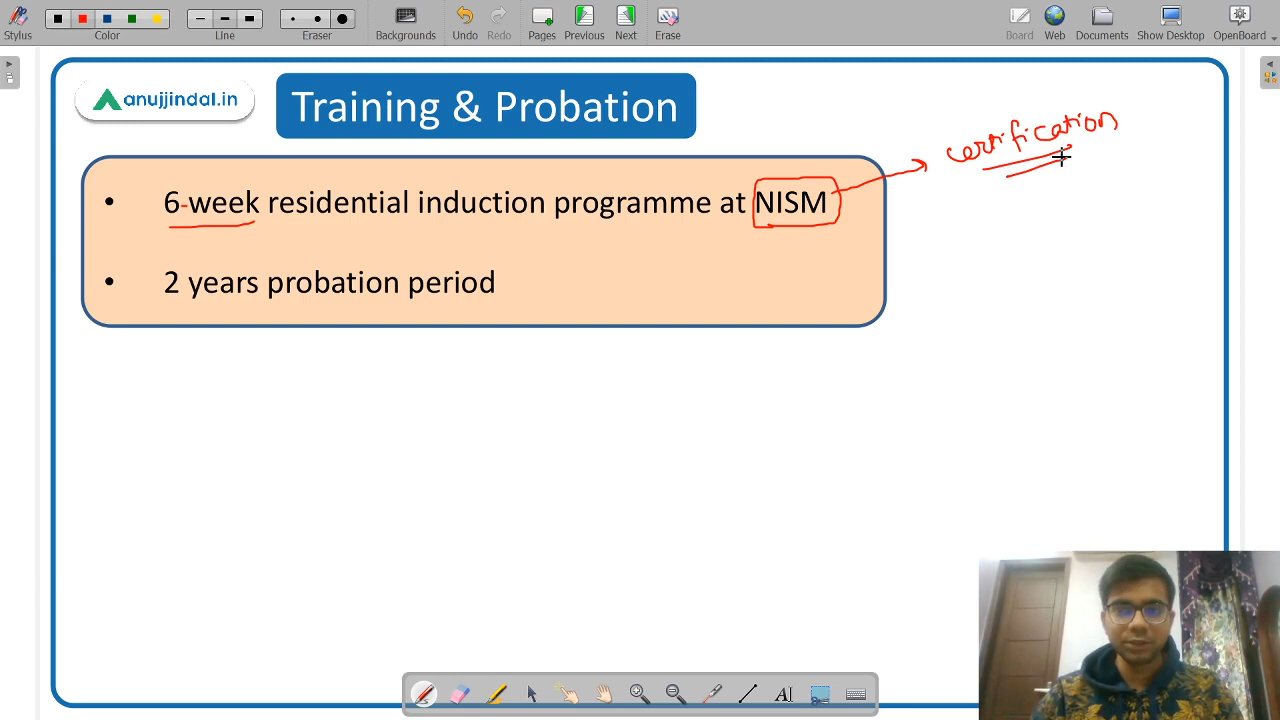 Stylus
Color
Line
Eraser
Backgrounds
Undo
Redo
Pages
Previous
Next
Erase
Board
Web
Documents
Show Desktop
OpenBoard
anujjindal.in
Training & Probation
certification
• 6-week residential induction programme at NISM
• 2 years probation period
AI